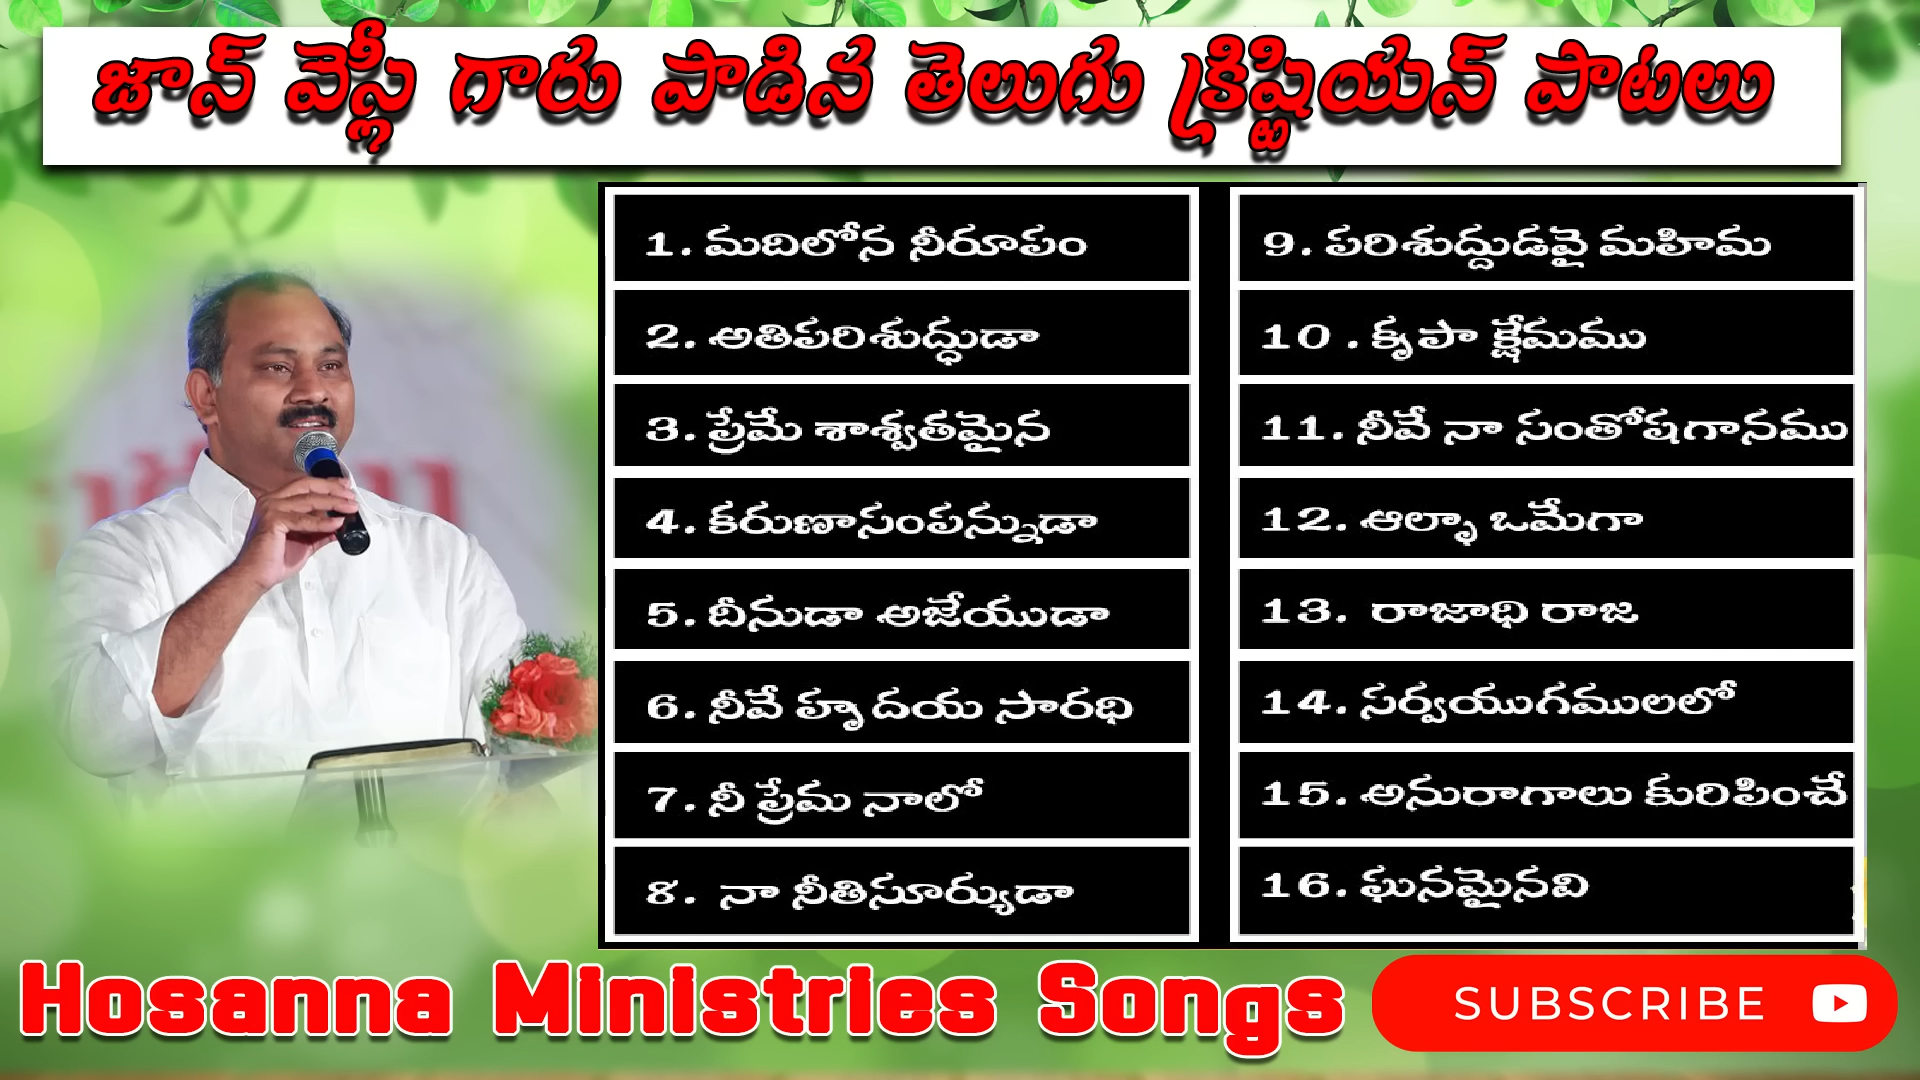 జాన్ వెస్లీ గారు పాడిన తెలుగు క్రిష్టియన్ పాటలు
1. మదిలోన నీరూపం
2. అతిపరిశుద్ధుడా
3. ప్రేమే శాశ్వతమైన
4. కరుణాసంపన్నుడా
5. దీనుడా అజేయుడా
6. నీవే హృదయ సారథి
7. నీ ప్రేమ నాలో
8. నా నీతిసూర్యుడా
9. పరిశుద్దుడవై మహిమ
10 . కృపా క్షేమము
11. నీవే నా సంతోషగానము
12. ఆల్ఫా ఒమేగా
13. రాజాధి రాజ
14. సర్వయుగములలో
15. అనురాగాలు కురిపించే
16. ఘనమైనవి
Hosanna Ministries Songs
SUBSCRIBE